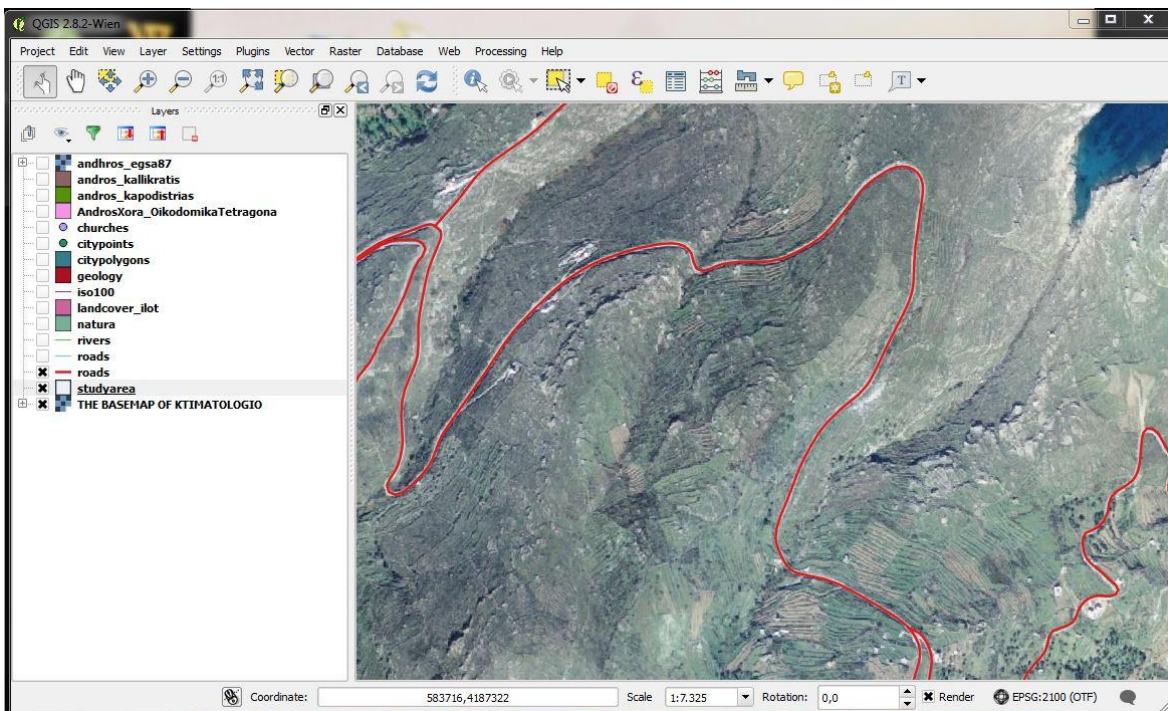 QGIS 2.8.2-Wien
Project Edit View Layer Settings Plugins Vector Raster Database Web Processing Help
1:1
ε
T
Layers
andhros_egsa87
andros_kallikratis
andros_kapodistrias
AndrosXora_OikodomikaTetragona
churches
citypoints
citypolygons
geology
iso100
landcover_ilot
natura
rivers
roads
roads
studyarea
THE BASEMAP OF KTIMATOLOGIO
Coordinate: 583716,4187322 Scale 1:7.325 Rotation: 0,0 Render EPSG:2100 (OTF)